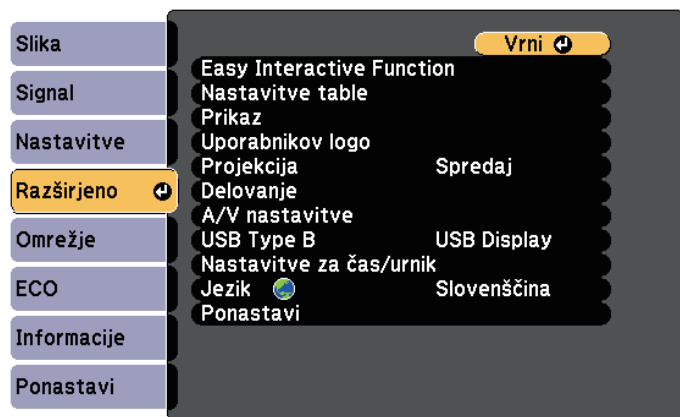 Slika
Signal
Nastavitve
Razširjeno
Omrežje
ECO
Informacije
Ponastavi
Vrni
Easy Interactive Function
Nastavitve table
Prikaz
Uporabnikov logo
Projekcija Spredaj
Delovanje
A/V nastavitve
USB Type B USB Display
Nastavitve za čas/urnik
Jezik Slovenščina
Ponastavi